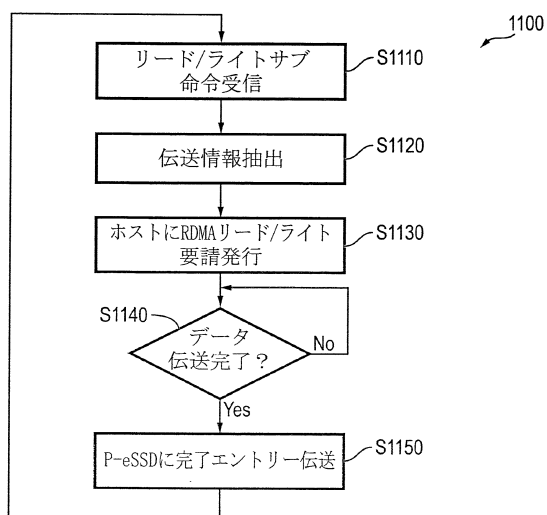 1100
リード/ライトサブ
命令受信
S1110
伝送情報抽出
S1120
ホストにRDMAリード/ライト
要請発行
S1130
S1140
データ
伝送完了？
No
Yes
P-eSSDに完了エントリー伝送
S1150